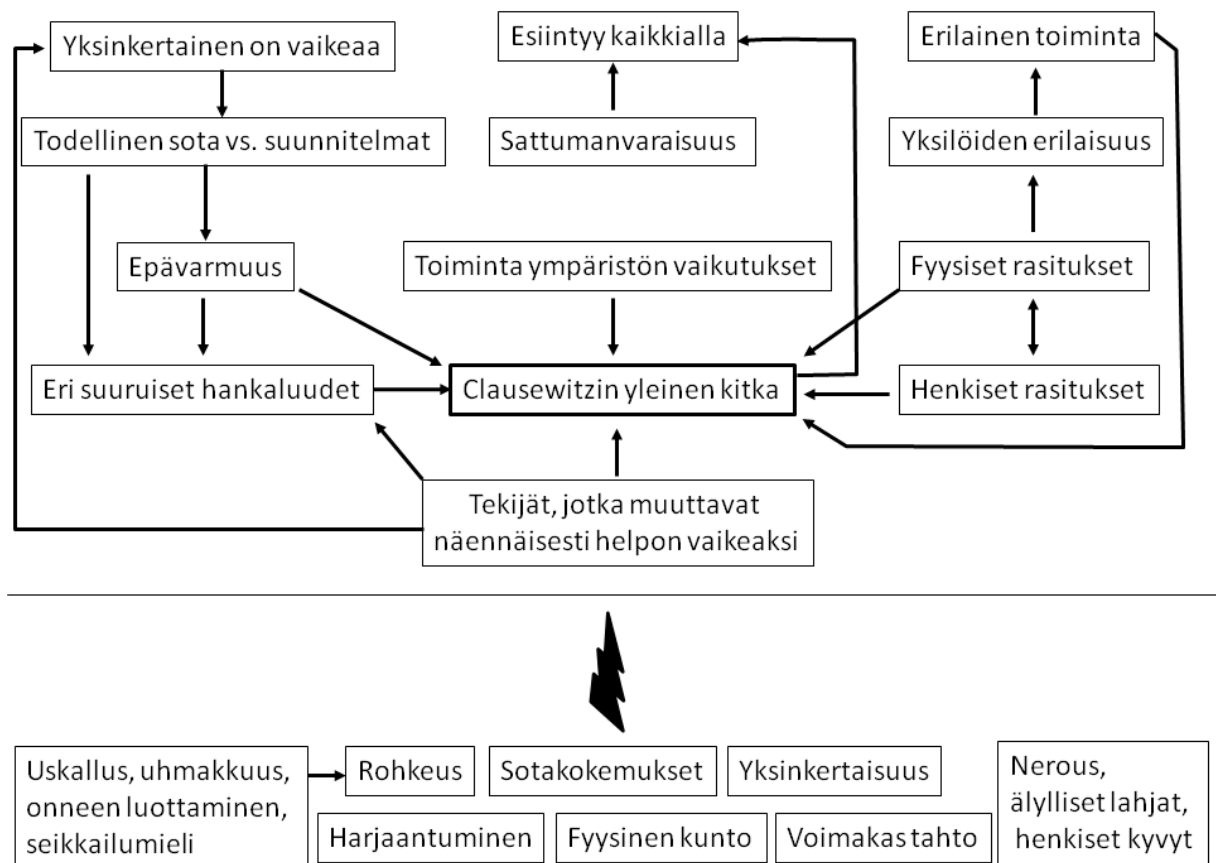 Yksinkertainen on vaikeaa
Esiintyy kaikkialla
Erilainen toiminta
Todellinen sota vs. suunnitelmat
Sattumanvaraisuus
Yksilöiden erilaisuus
Epävarmuus
Toiminta ympäristön vaikutukset
Fyysiset rasitukset
Eri suuruiset hankaluudet
Clausewitzin yleinen kitka
Henkiset rasitukset
Tekijät, jotka muuttavat
näennäisesti helpon vaikeaksi
Uskallus, uhmakkuus,
onneen luottaminen,
seikkailumieli
Rohkeus
Sotakokemukset
Yksinkertaisuus
Harjaantuminen
Fyysinen kunto
Voimakas tahto
Nerous,
älylliset lahjat,
henkiset kyvyt